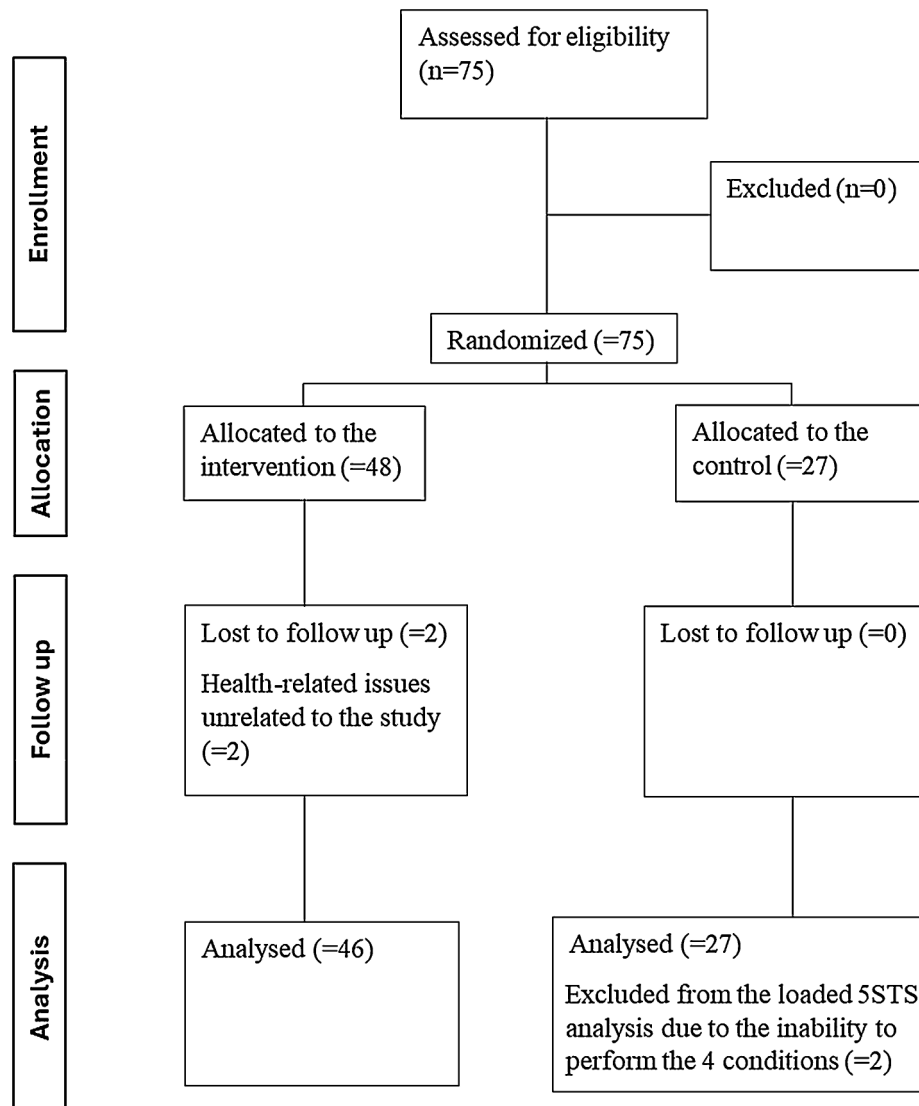 Enrollment
Assessed for eligibility
(n=75)
Excluded (n=0)
Randomized (=75)
Allocation
Allocated to the
intervention (=48)
Allocated to the
control (=27)
Follow up
Lost to follow up (=2)
Health-related issues
unrelated to the study
(=2)
Lost to follow up (=0)
Analysis
Analysed (=46)
Analysed (=27)
Excluded from the loaded 5STS
analysis due to the inability to
perform the 4 conditions (=2)